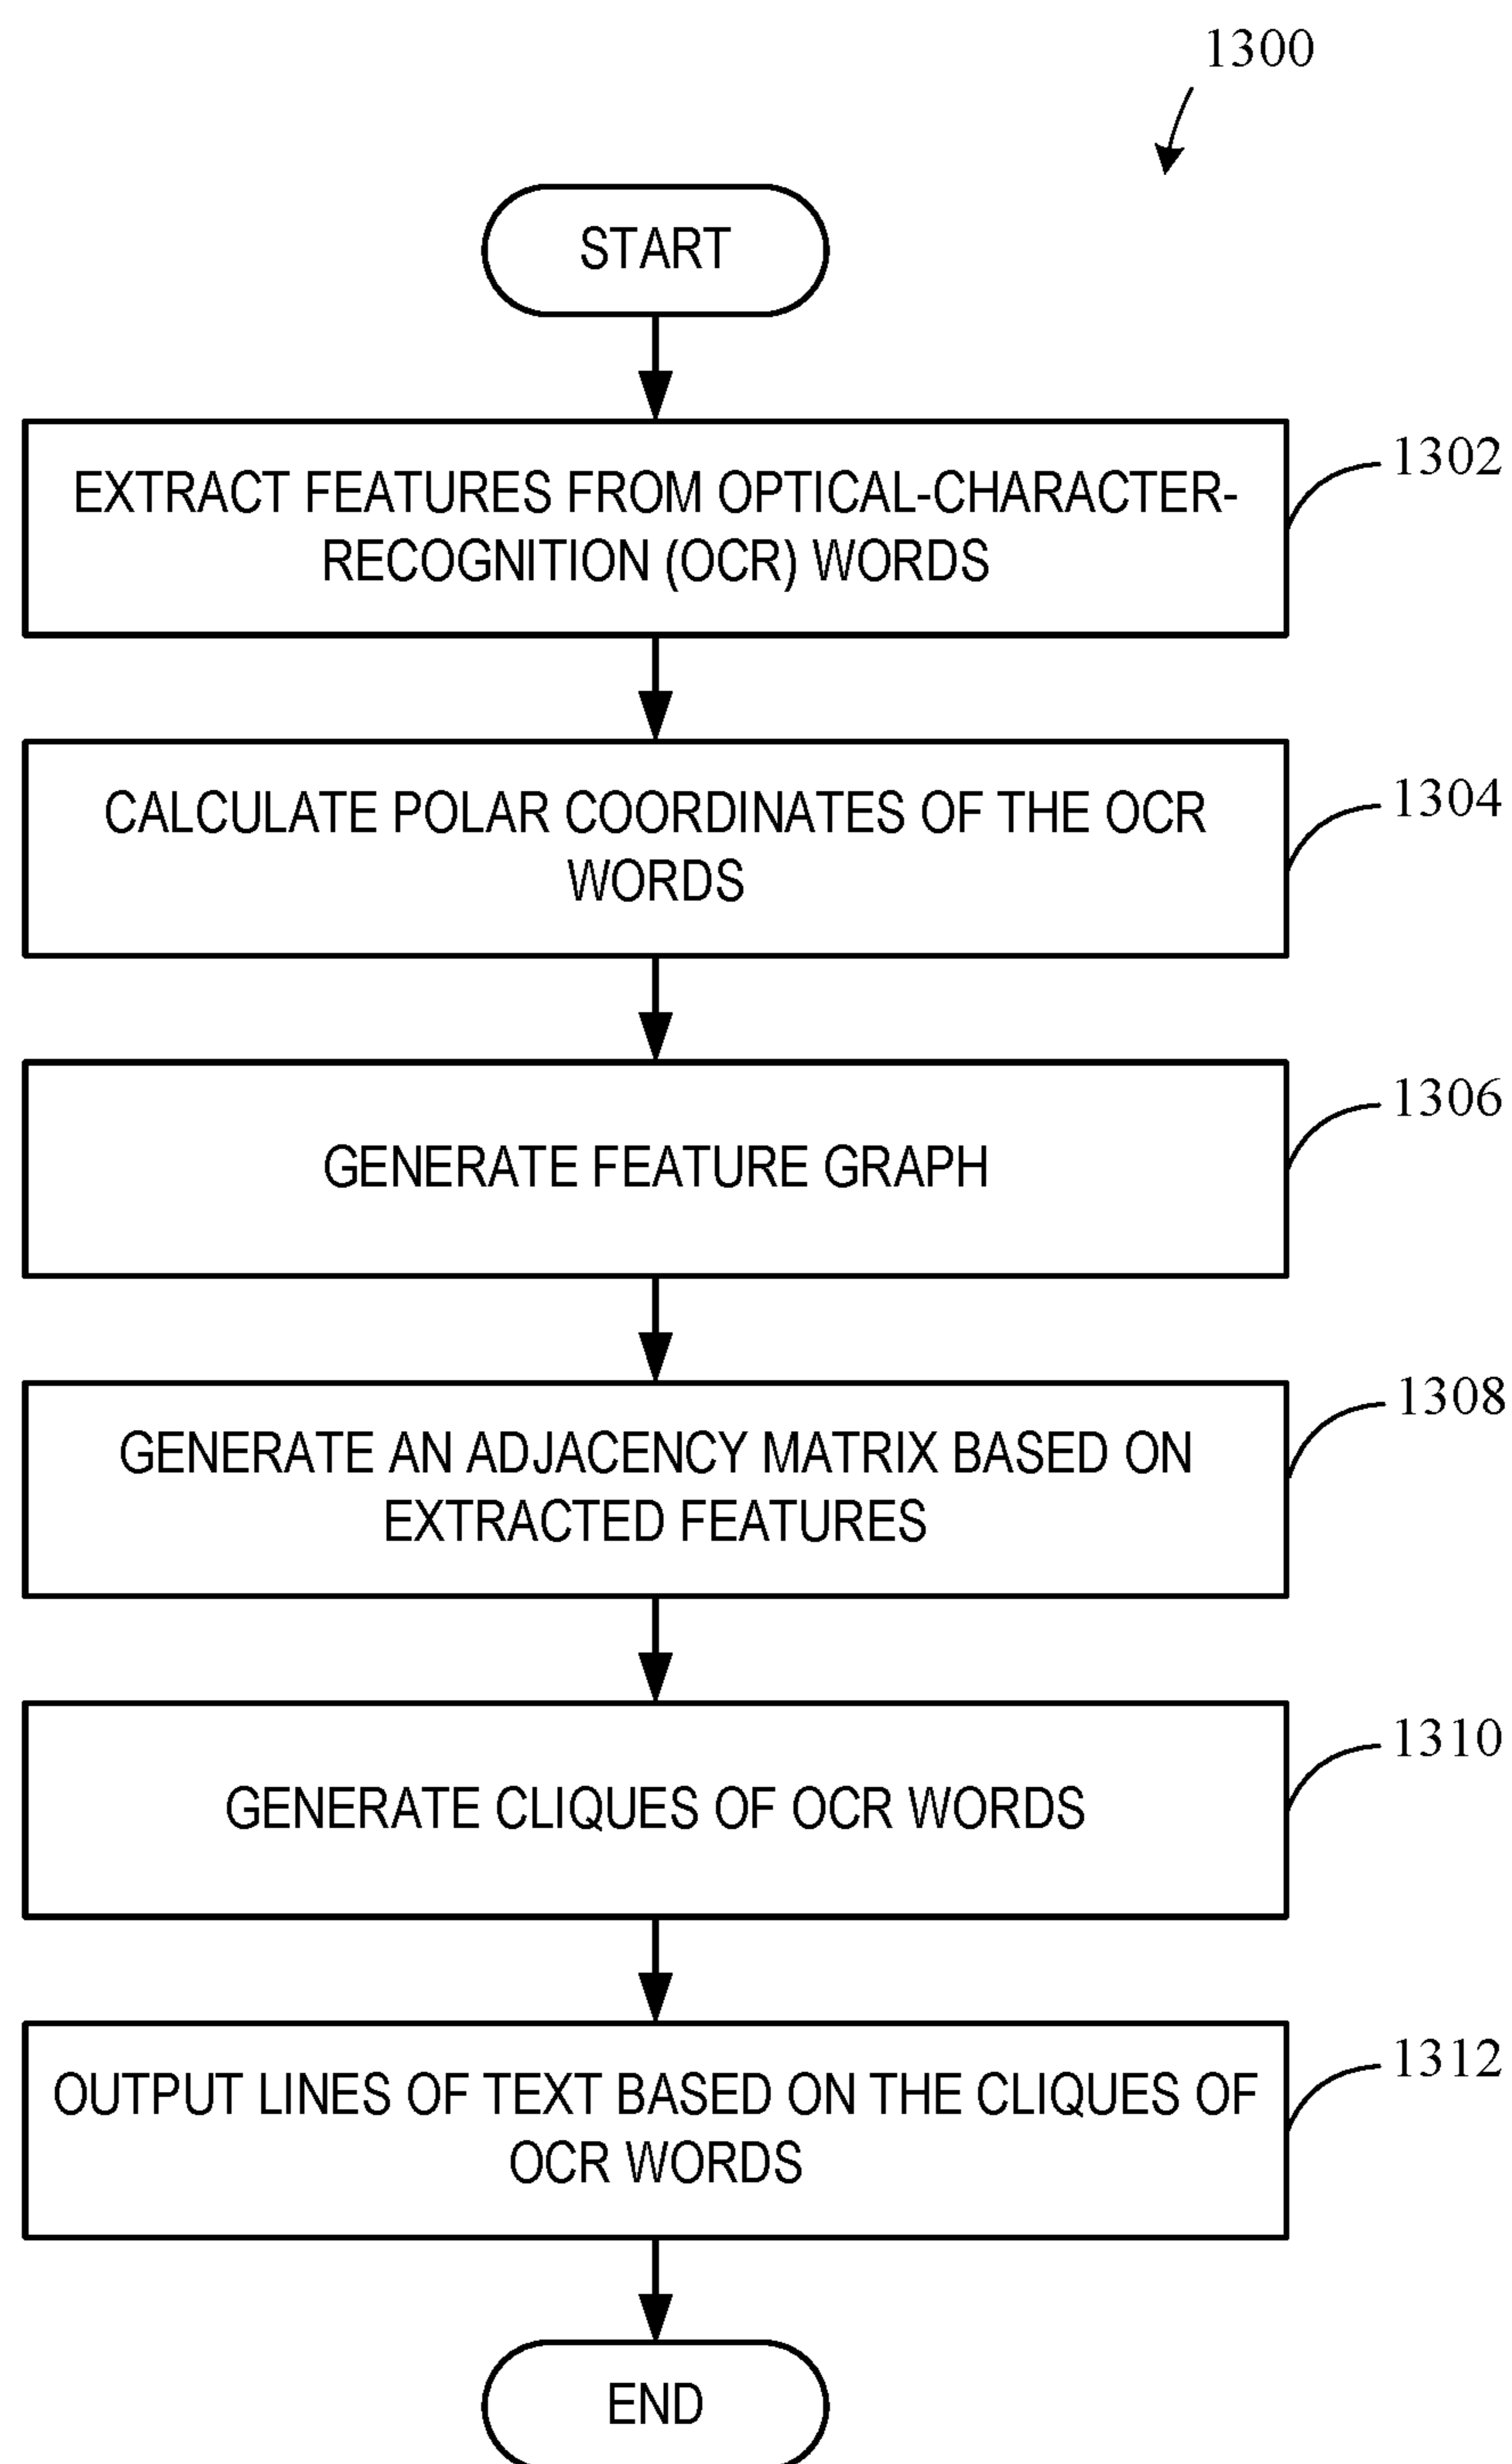 1300
START
EXTRACT FEATURES FROM OPTICAL-CHARACTER-
RECOGNITION (OCR) WORDS
1302
CALCULATE POLAR COORDINATES OF THE OCR
WORDS
1304
GENERATE FEATURE GRAPH
1306
GENERATE AN ADJACENCY MATRIX BASED ON
EXTRACTED FEATURES
1308
GENERATE CLIQUES OF OCR WORDS
1310
OUTPUT LINES OF TEXT BASED ON THE CLIQUES OF
OCR WORDS
1312
END